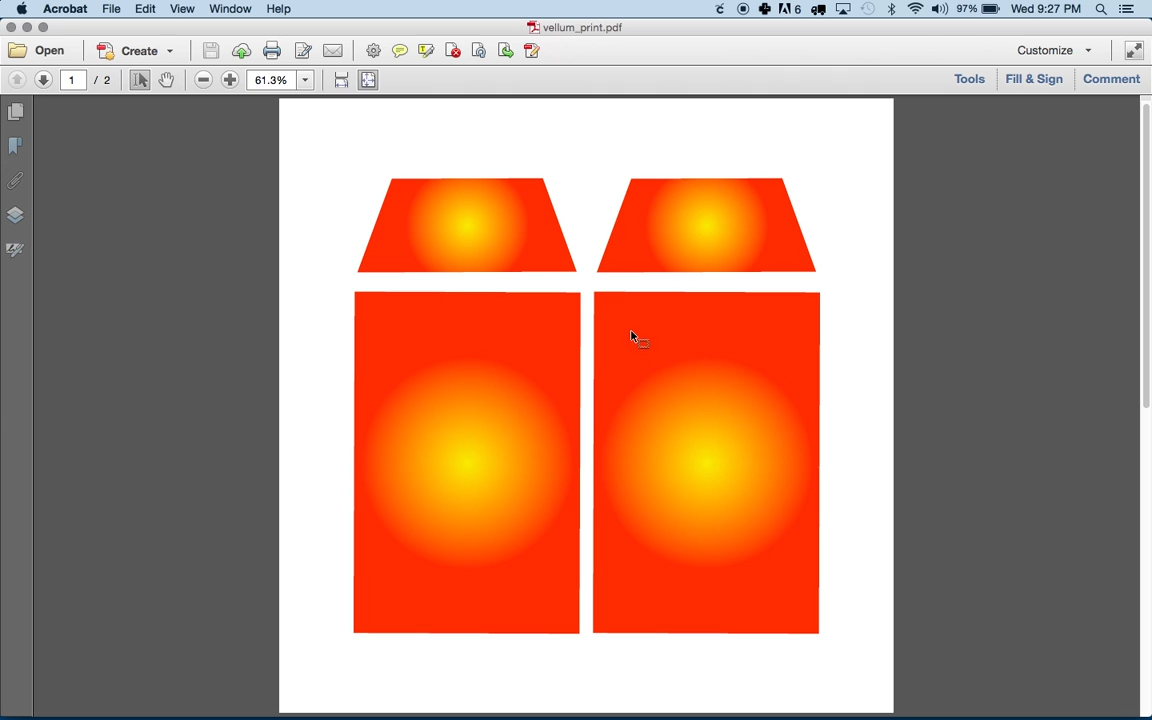 Acrobat File Edit View Window Help 6 97% Wed 9:27 PM
vellum_print.pdf
Open Create Customize
1 / 2 61.3% Tools Fill & Sign Comment